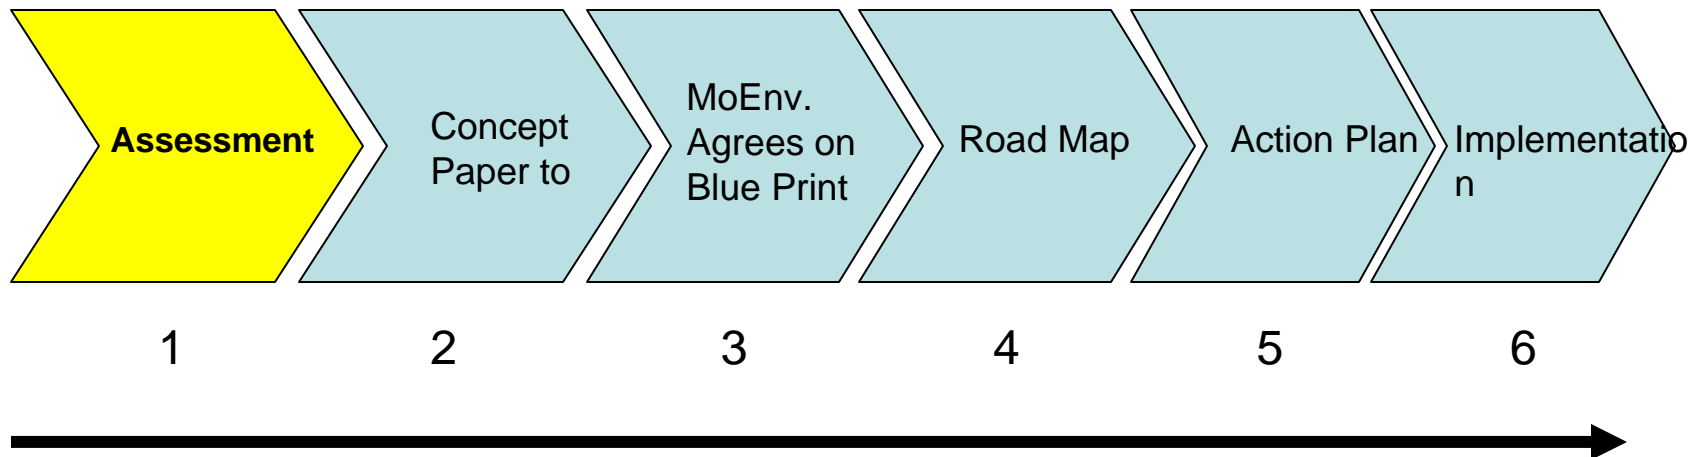 Assessment
Concept
Paper to
MoEnv.
Agrees on
Blue Print
Road Map
Action Plan
Implementatio
n
1
2
3
4
5
6